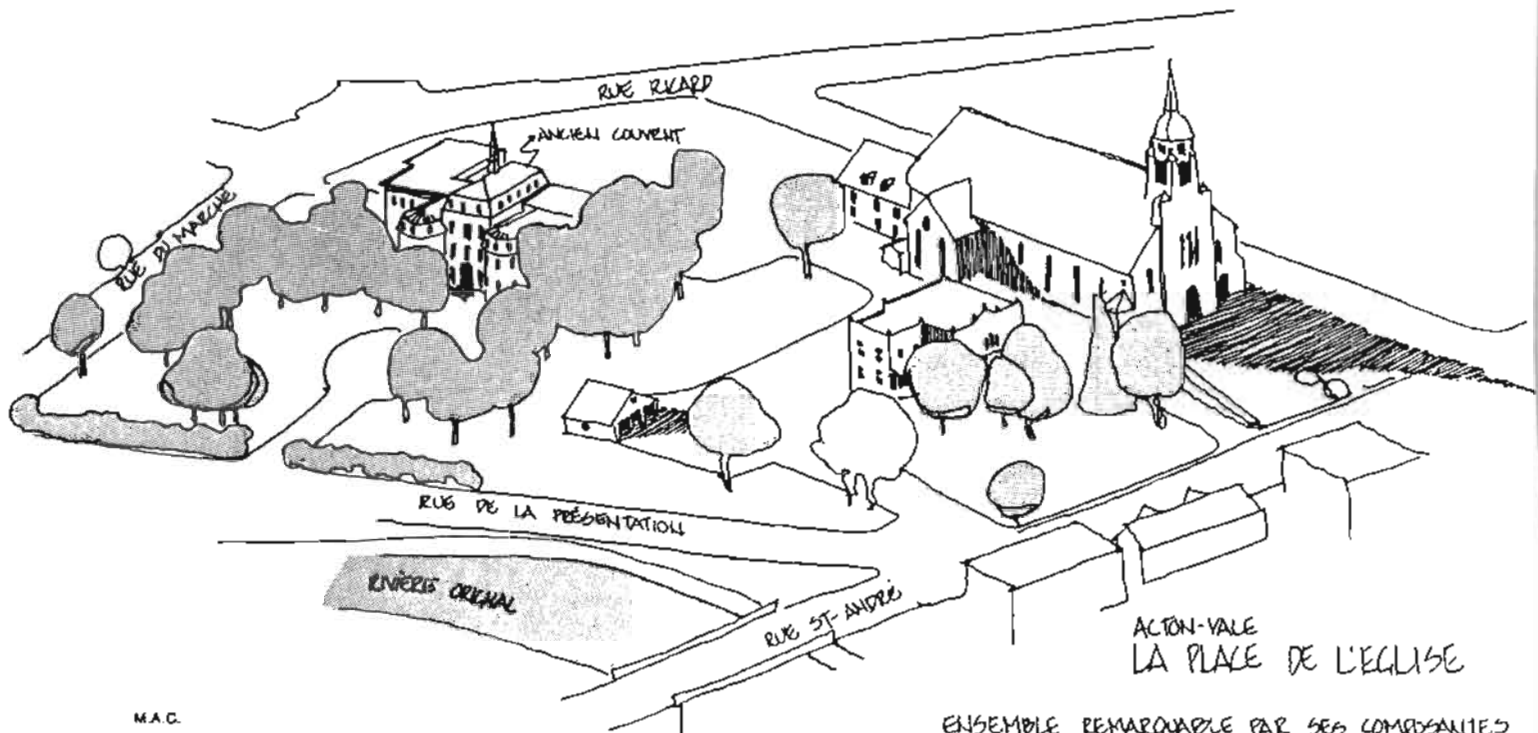 RUE RICARD
ANCIEN COUVENT
RUE DU MARCHÉ
RUE DE LA PRÉSENTATION
RIVIÈRE ORIGNAL
RUE ST-ANDRÉ
ACTON-VALE
LA PLACE DE L'EGLISE
M.A.C.
ENSEMBLE REMARQUABLE PAR SES COMPOSANTES